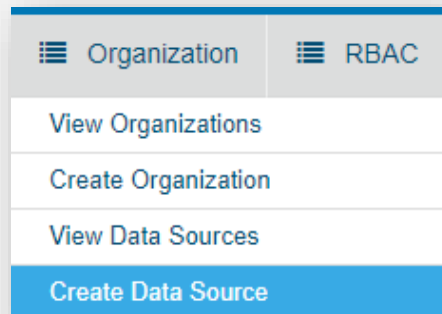 Organization RBAC
View Organizations
Create Organization
View Data Sources
Create Data Source